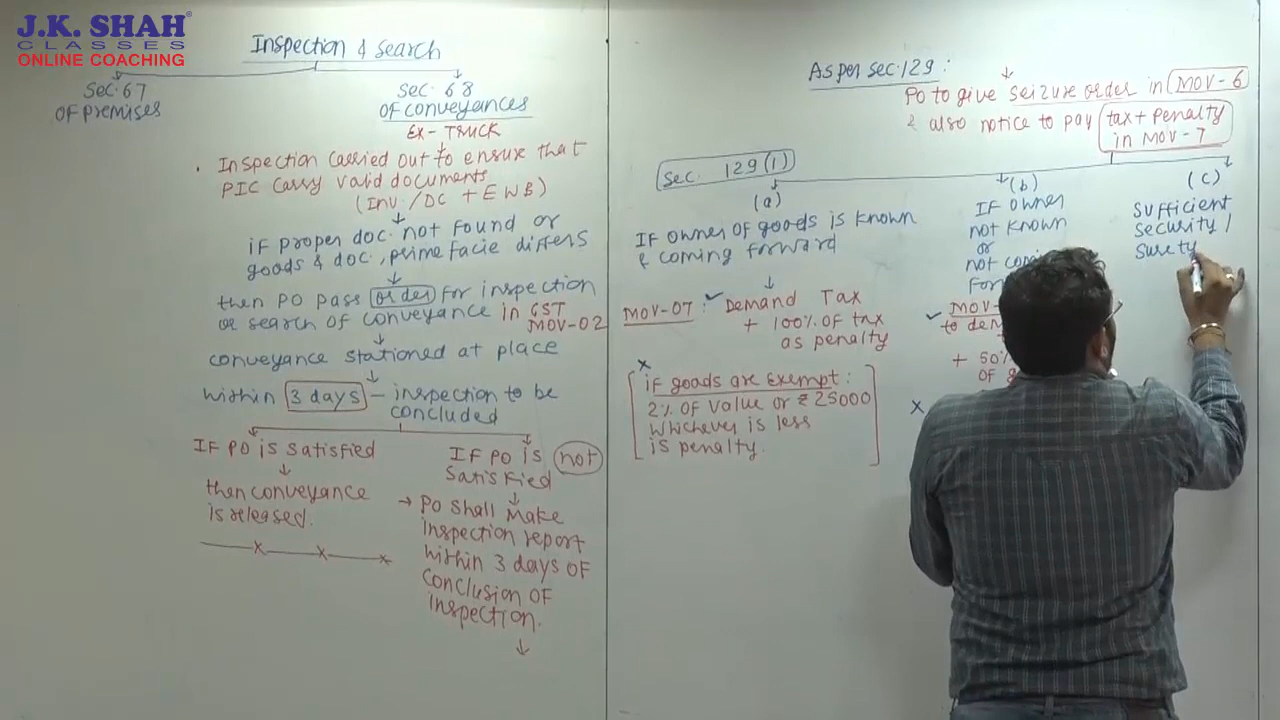 J.K. SHAH®
CLASSES
ONLINE COACHING
Inspection & Search
Sec. 67
OF Premises
Sec. 68
OF conveyances
Ex - TRUCK
. Inspection carried out to ensure that
PIC carry valid documents
(Inv. / DC + EWB)
if proper doc. not found or
goods & doc. prime facie differs
then PO pass order for inspection
or search of conveyance in GST
MOV-02
conveyance stationed at place
within 3 days - inspection to be
concluded
If PO is satisfied
then conveyance
is released.
If PO is not
satisfied
→ PO shall make
inspection report
within 3 days OF
conclusion OF
inspection.
As per sec. 129 :
PO to give seizure order in MOV-6
& also notice to pay tax + Penalty
in MOV-7
Sec. 129(1)
(a)
IF owner OF goods is known
& coming forward
MOV-07 : ✓ Demand Tax
+ 100% OF tax
as penalty
x
if goods are exempt :
2% OF value or ₹ 25000
whichever is less
is penalty.
(b)
IF owner
not known
or
not
✓ MOV-
to
+ 50%
OF
x
(c)
Sufficient
Security /
Surety